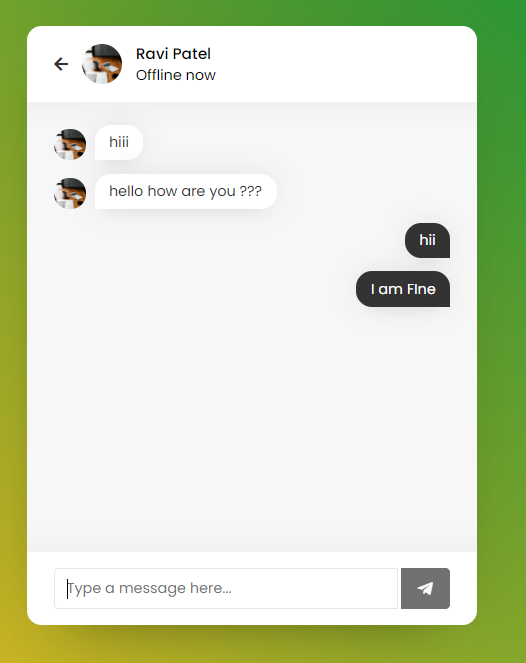 Ravi Patel
Offline now
hiii
hello how are you ???
hii
I am FIne
Type a message here...